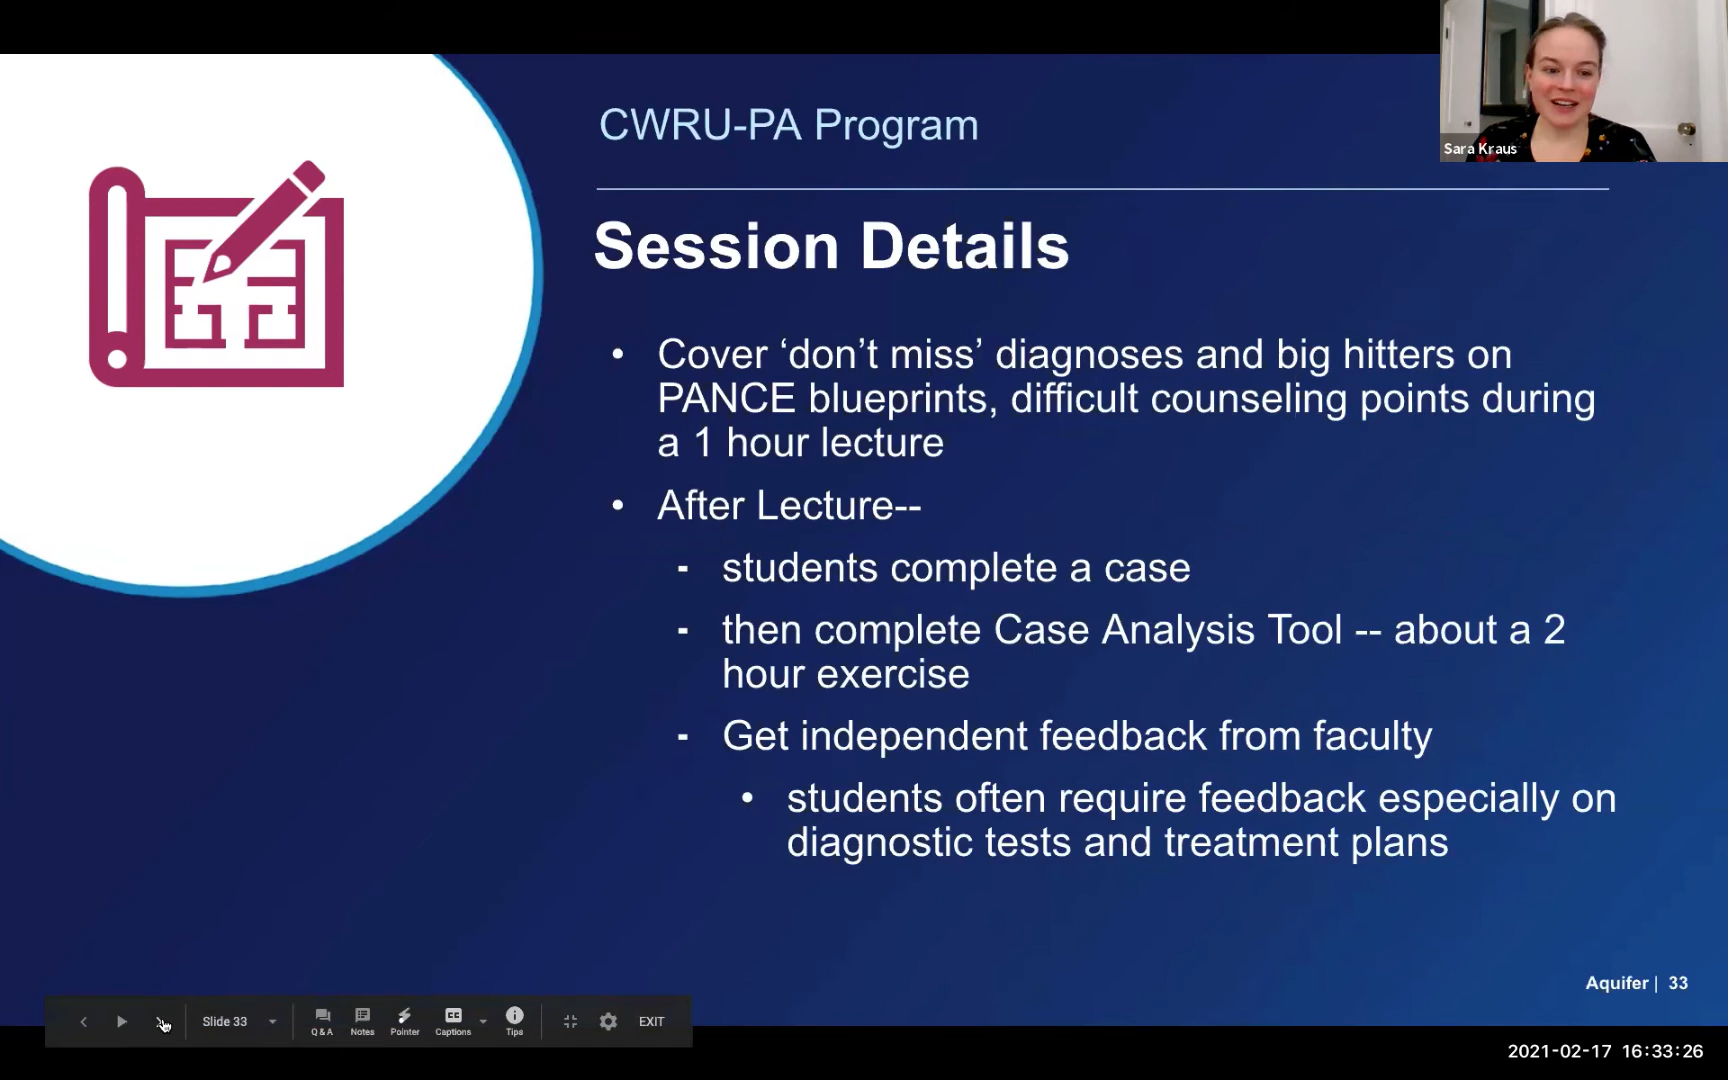 CWRU-PA Program
Sara Kraus
Session Details
• Cover ‘don’t miss’ diagnoses and big hitters on
PANCE blueprints, difficult counseling points during
a 1 hour lecture
• After Lecture--
- students complete a case
- then complete Case Analysis Tool -- about a 2
hour exercise
- Get independent feedback from faculty
• students often require feedback especially on
diagnostic tests and treatment plans
Aquifer | 33
Slide 33
Q & A
Notes
Pointer
CC
Captions
Tips
EXIT
2021-02-17 16:33:26